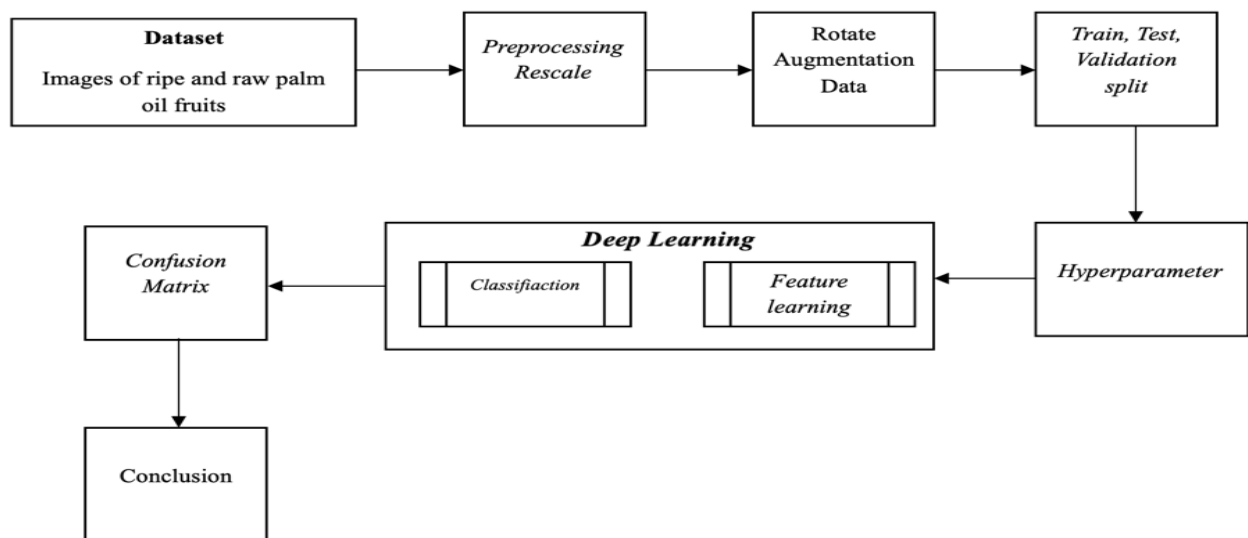 Dataset
Images of ripe and raw palm
oil fruits
Preprocessing
Rescale
Rotate
Augmentation
Data
Train, Test,
Validation
split
Hyperparameter
Deep Learning
Feature
learning
Classifiaction
Confusion
Matrix
Conclusion